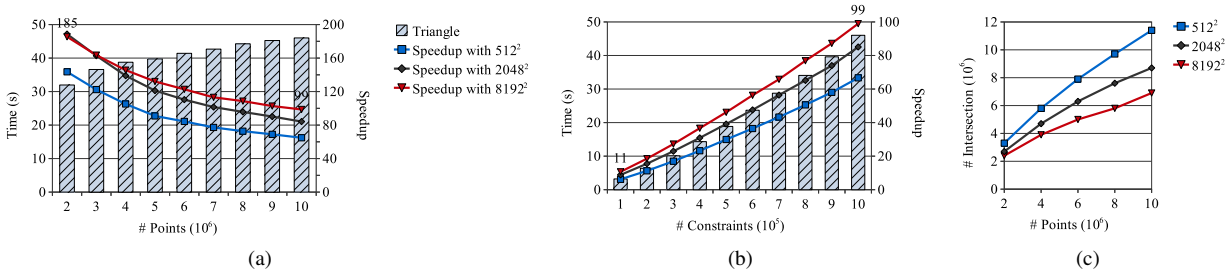 (a)
Time (s)
50
40
30
20
10
0
185
99
200
160
120
80
40
0
Speedup
2 3 4 5 6 7 8 9 10
# Points (10⁶)
Triangle
Speedup with 512²
Speedup with 2048²
Speedup with 8192²
(b)
Time (s)
50
40
30
20
10
0
11
99
100
80
60
40
20
0
Speedup
1 2 3 4 5 6 7 8 9 10
# Constraints (10⁵)
(c)
# Intersection (10⁶)
12
10
8
6
4
2
0
512²
2048²
8192²
2 4 6 8 10
# Points (10⁶)